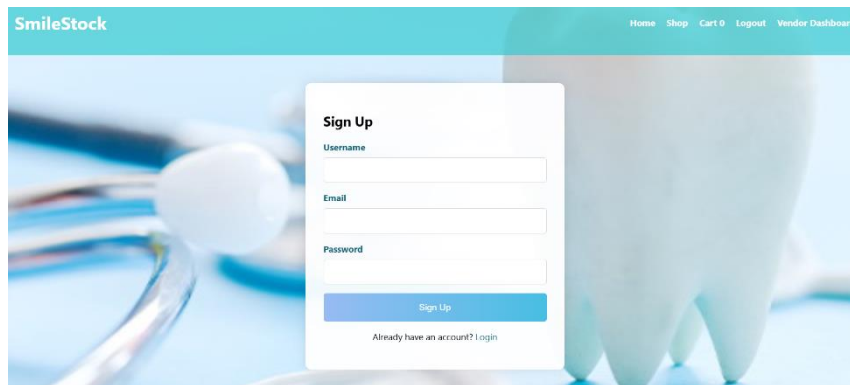 SmileStock
Home Shop Cart 0 Logout Vendor Dashboar
Sign Up
Username
Email
Password
Sign Up
Already have an account? Login